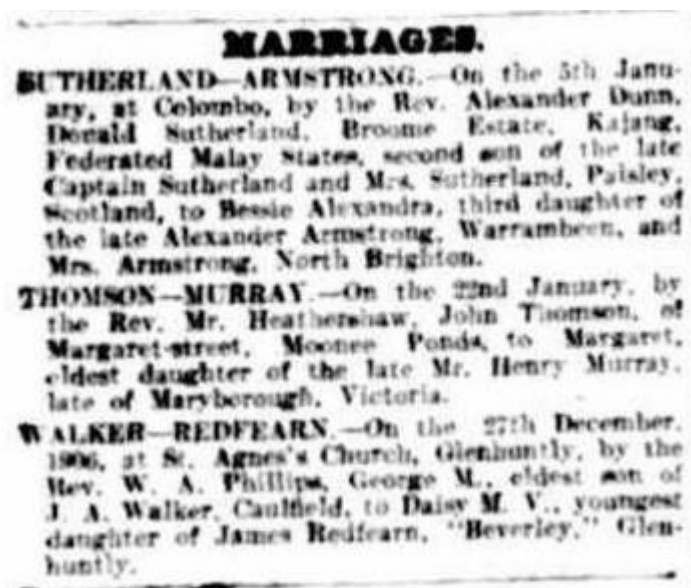 MARRIAGES.
SUTHERLAND—ARMSTRONG.—On the 5th Janu-
ary, at Colombo, by the Rev. Alexander Dunn,
Donald Sutherland, Broome Estate, Kajang,
Federated Malay States, second son of the late
Captain Sutherland and Mrs. Sutherland, Paisley,
Scotland, to Bessie Alexandra, third daughter of
the late Alexander Armstrong, Warrambeen, and
Mrs. Armstrong, North Brighton.
THOMSON—MURRAY.—On the 22nd January, by
the Rev. Mr. Heathershaw, John Thomson, of
Margaret-street, Moonee Ponds, to Margaret,
eldest daughter of the late Mr. Henry Murray,
late of Maryborough, Victoria.
WALKER—REDFEARN.—On the 27th December,
1906, at St. Agnes's Church, Glenhuntly, by the
Rev. W. A. Phillips, George M., eldest son of
J. A. Walker, Caulfield, to Daisy M. V., youngest
daughter of James Redfearn, "Beverley," Glen-
huntly.